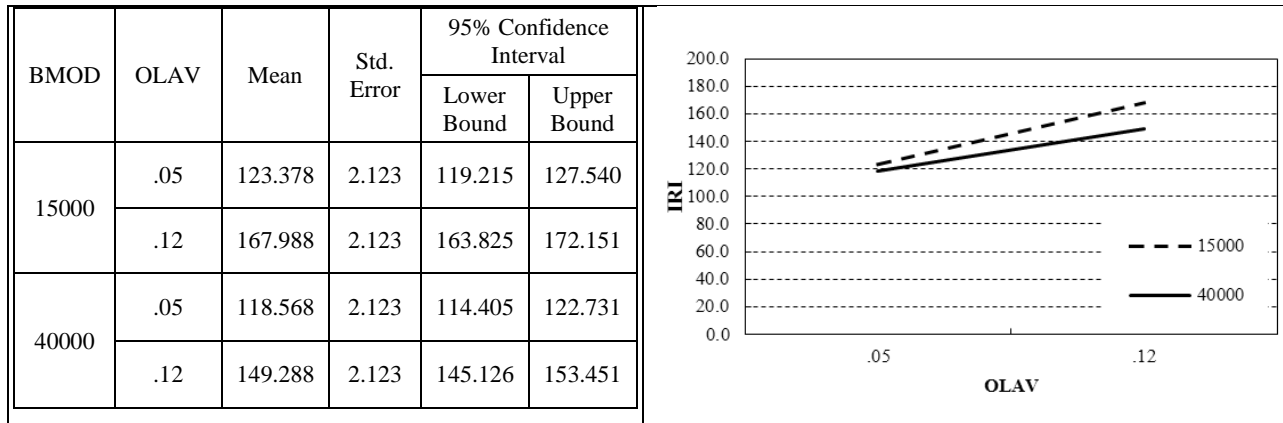 BMOD OLAV Mean Std. Error 95% Confidence Interval
Lower Bound Upper Bound
15000 .05 123.378 2.123 119.215 127.540
.12 167.988 2.123 163.825 172.151
40000 .05 118.568 2.123 114.405 122.731
.12 149.288 2.123 145.126 153.451
200.0
180.0
160.0
140.0
120.0
100.0
80.0
60.0
40.0
20.0
0.0
IRI
15000
40000
.05 .12
OLAV